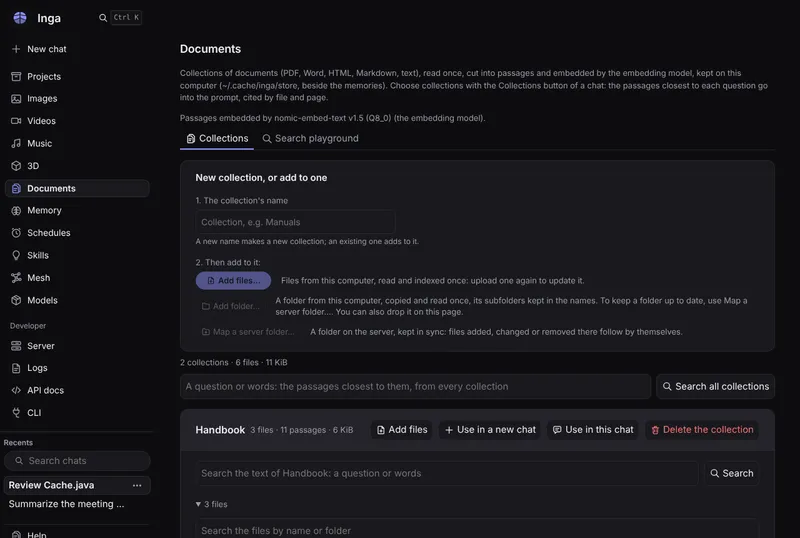 Inga
Ctrl K
New chat
Projects
Images
Videos
Music
3D
Documents
Memory
Schedules
Skills
Mesh
Models
Developer
Server
Logs
API docs
CLI
Recents
Search chats
Review Cache.java
Summarize the meeting ...
Help
Documents
Collections of documents (PDF, Word, HTML, Markdown, text), read once, cut into passages and embedded by the embedding model, kept on this
computer (~/.cache/inga/store, beside the memories). Choose collections with the Collections button of a chat: the passages closest to each question go
into the prompt, cited by file and page.
Passages embedded by nomic-embed-text v1.5 (Q8_0) (the embedding model).
Collections
Search playground
New collection, or add to one
1. The collection's name
Collection, e.g. Manuals
A new name makes a new collection; an existing one adds to it.
2. Then add to it:
Add files...
Files from this computer, read and indexed once: upload one again to update it.
Add folder...
A folder from this computer, copied and read once, its subfolders kept in the names. To keep a folder up to date, use Map a
server folder.... You can also drop it on this page.
Map a server folder...
A folder on the server, kept in sync: files added, changed or removed there follow by themselves.
2 collections · 6 files · 11 KiB
A question or words: the passages closest to them, from every collection
Search all collections
Handbook
3 files · 11 passages · 6 KiB
Add files
Use in a new chat
Use in this chat
Delete the collection
Search the text of Handbook: a question or words
Search
3 files
Search the files by name or folder